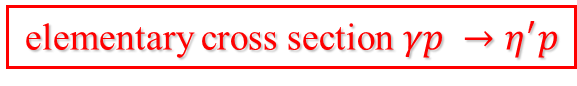 elementary cross section γp → η′p